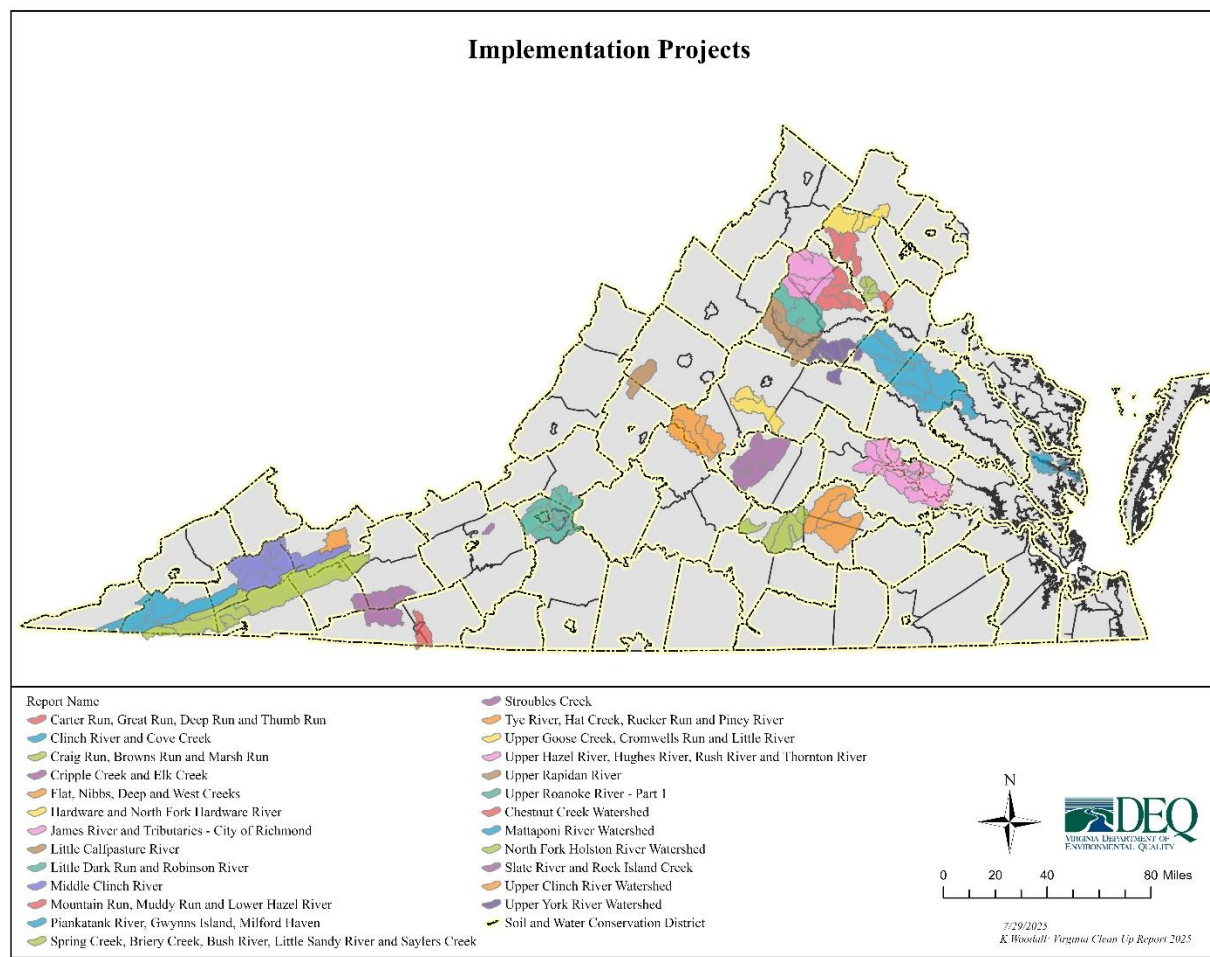 Implementation Projects
Report Name
Carter Run, Great Run, Deep Run and Thumb Run
Clinch River and Cove Creek
Craig Run, Browns Run and Marsh Run
Cripple Creek and Elk Creek
Flat, Nibbs, Deep and West Creeks
Hardware and North Fork Hardware River
James River and Tributaries - City of Richmond
Little Calfpasture River
Little Dark Run and Robinson River
Middle Clinch River
Mountain Run, Muddy Run and Lower Hazel River
Piankatank River, Gwynns Island, Milford Haven
Spring Creek, Briery Creek, Bush River, Little Sandy River and Saylers Creek
Stroubles Creek
Tye River, Hat Creek, Rucker Run and Piney River
Upper Goose Creek, Cromwells Run and Little River
Upper Hazel River, Hughes River, Rush River and Thornton River
Upper Rapidan River
Upper Roanoke River - Part 1
Chestnut Creek Watershed
Mattaponi River Watershed
North Fork Holston River Watershed
Slate River and Rock Island Creek
Upper Clinch River Watershed
Upper York River Watershed
Soil and Water Conservation District
N
DEQ
VIRGINIA DEPARTMENT OF
ENVIRONMENTAL QUALITY
0 20 40 80 Miles
7/29/2025
K.Woodall: Virginia Clean Up Report 2025